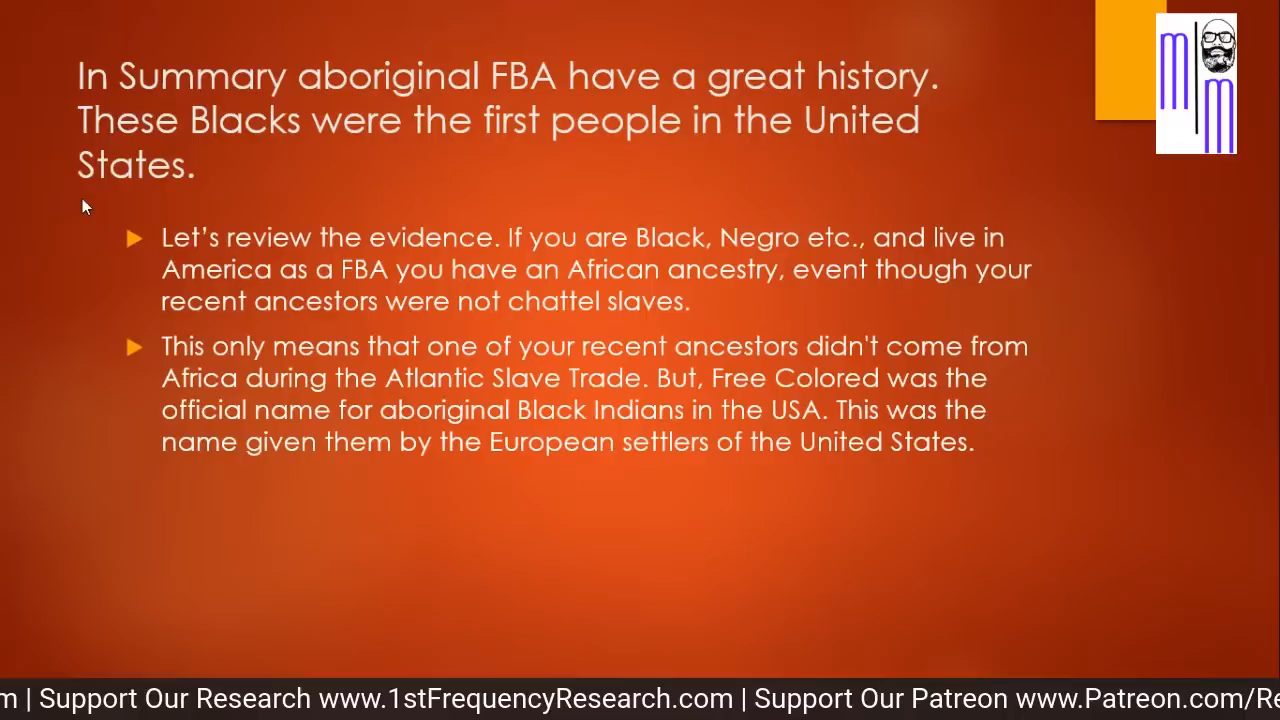 In Summary aboriginal FBA have a great history.
These Blacks were the first people in the United
States.
m
m
Let’s review the evidence. If you are Black, Negro etc., and live in
America as a FBA you have an African ancestry, event though your
recent ancestors were not chattel slaves.
This only means that one of your recent ancestors didn't come from
Africa during the Atlantic Slave Trade. But, Free Colored was the
official name for aboriginal Black Indians in the USA. This was the
name given them by the European settlers of the United States.
m | Support Our Research www.1stFrequencyResearch.com | Support Our Patreon www.Patreon.com/Re